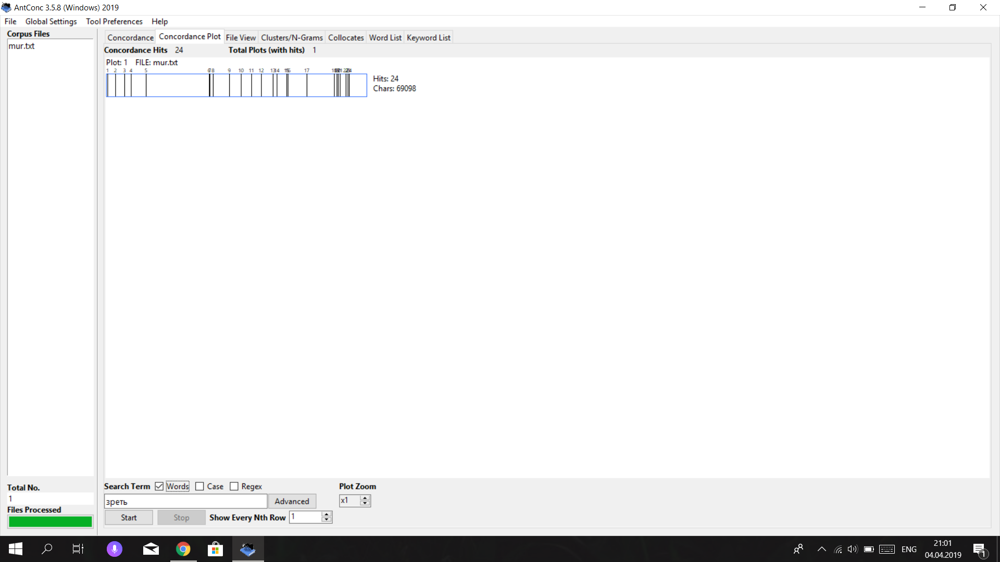 AntConc 3.5.8 (Windows) 2019
File Global Settings Tool Preferences Help
Corpus Files
mur.txt
Concordance Concordance Plot File View Clusters/N-Grams Collocates Word List Keyword List
Concordance Hits 24 Total Plots (with hits) 1
Plot: 1 FILE: mur.txt
1 2 3 4 5 8 9 10 11 12 17
Hits: 24
Chars: 69098
Total No.
1
Files Processed
Search Term Words Case Regex Plot Zoom
зреть Advanced x1
Start Stop Show Every Nth Row 1
ENG
21:01
04.04.2019
1